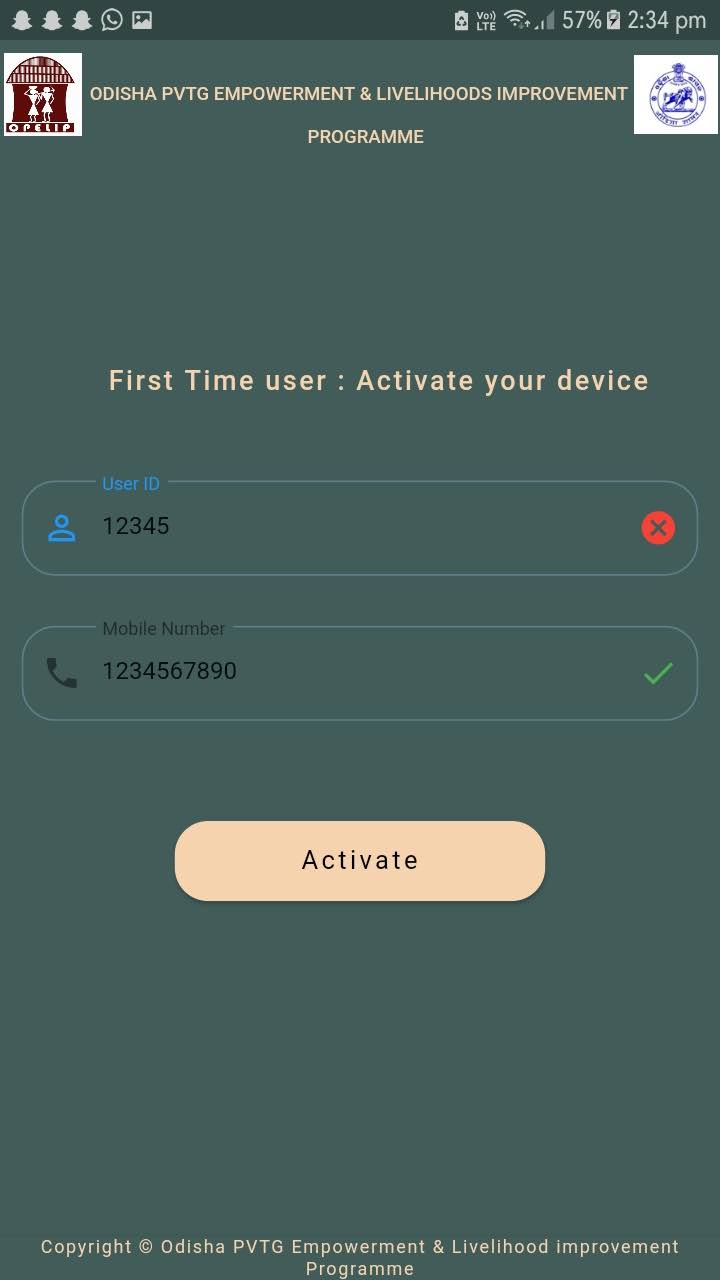 Vo))
LTE
57%
2:34 pm
ODISHA PVTG EMPOWERMENT & LIVELIHOODS IMPROVEMENT
PROGRAMME
OPELIP
First Time user : Activate your device
User ID
12345
Mobile Number
1234567890
Activate
Copyright © Odisha PVTG Empowerment & Livelihood improvement
Programme